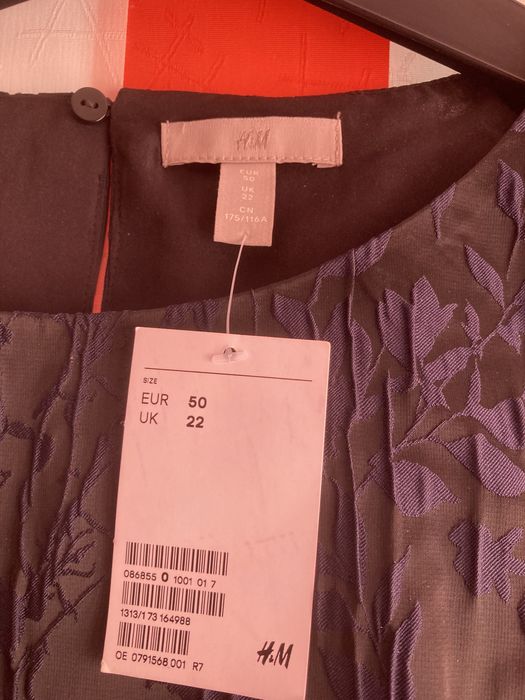 H&M
EUR
50
UK
22
CN
175/116A
SIZE
EUR 50
UK 22
086855 0 1001 01 7
1313/173 164988
OE 0791568 001 R7
H&M